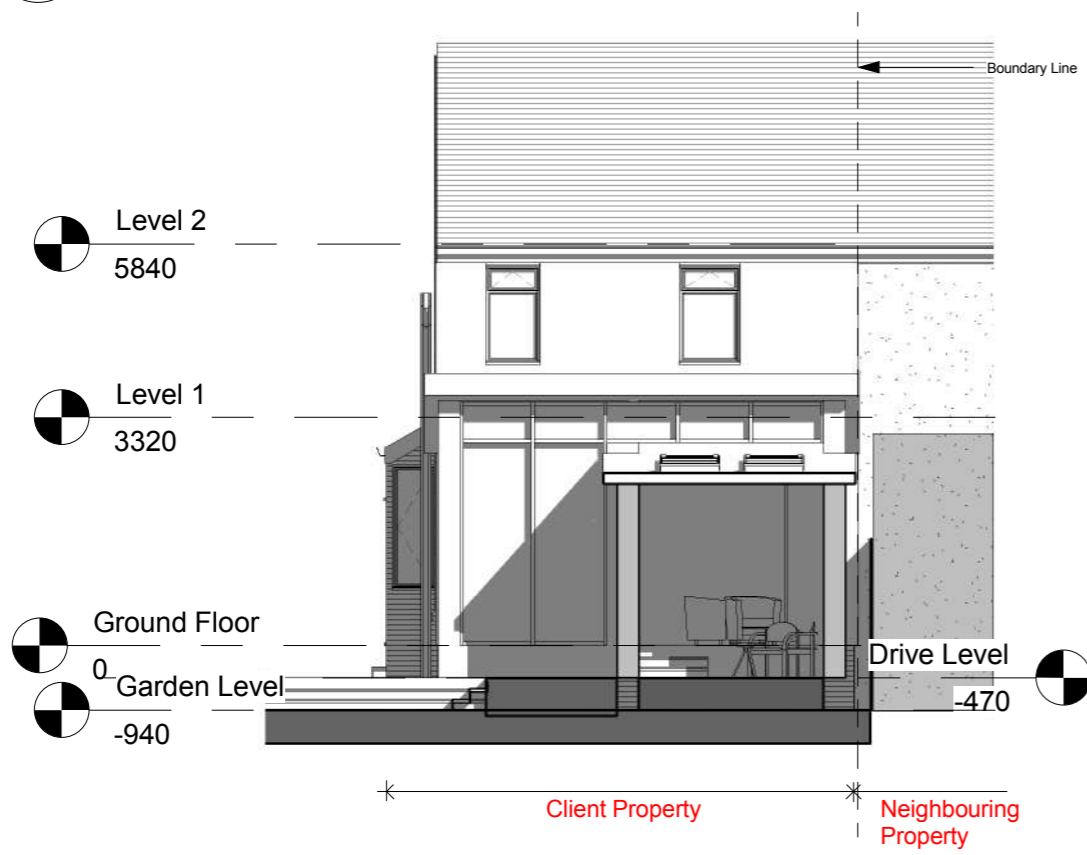 Boundary Line
Level 2
5840
Level 1
3320
Ground Floor
0
Drive Level
-470
Garden Level
-940
Client Property
Neighbouring
Property